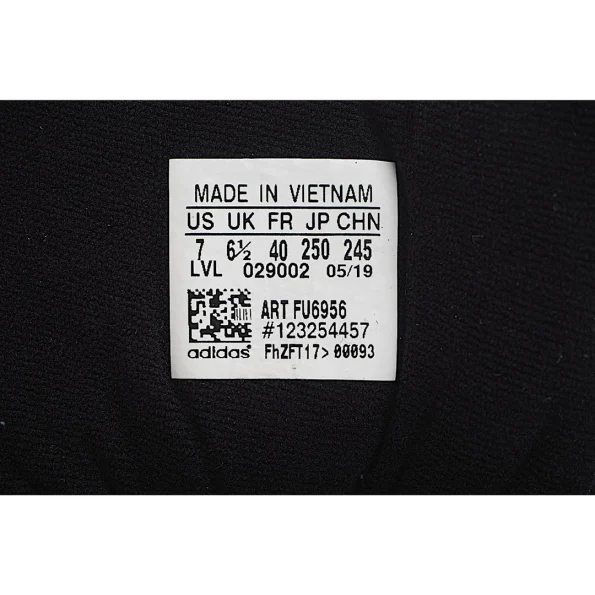 MADE IN VIETNAM
US UK FR JP CHN
7 6½ 40 250 245
LVL 029002 05/19
ART FU6956
#123254457
adidas FhZFT17> 00093